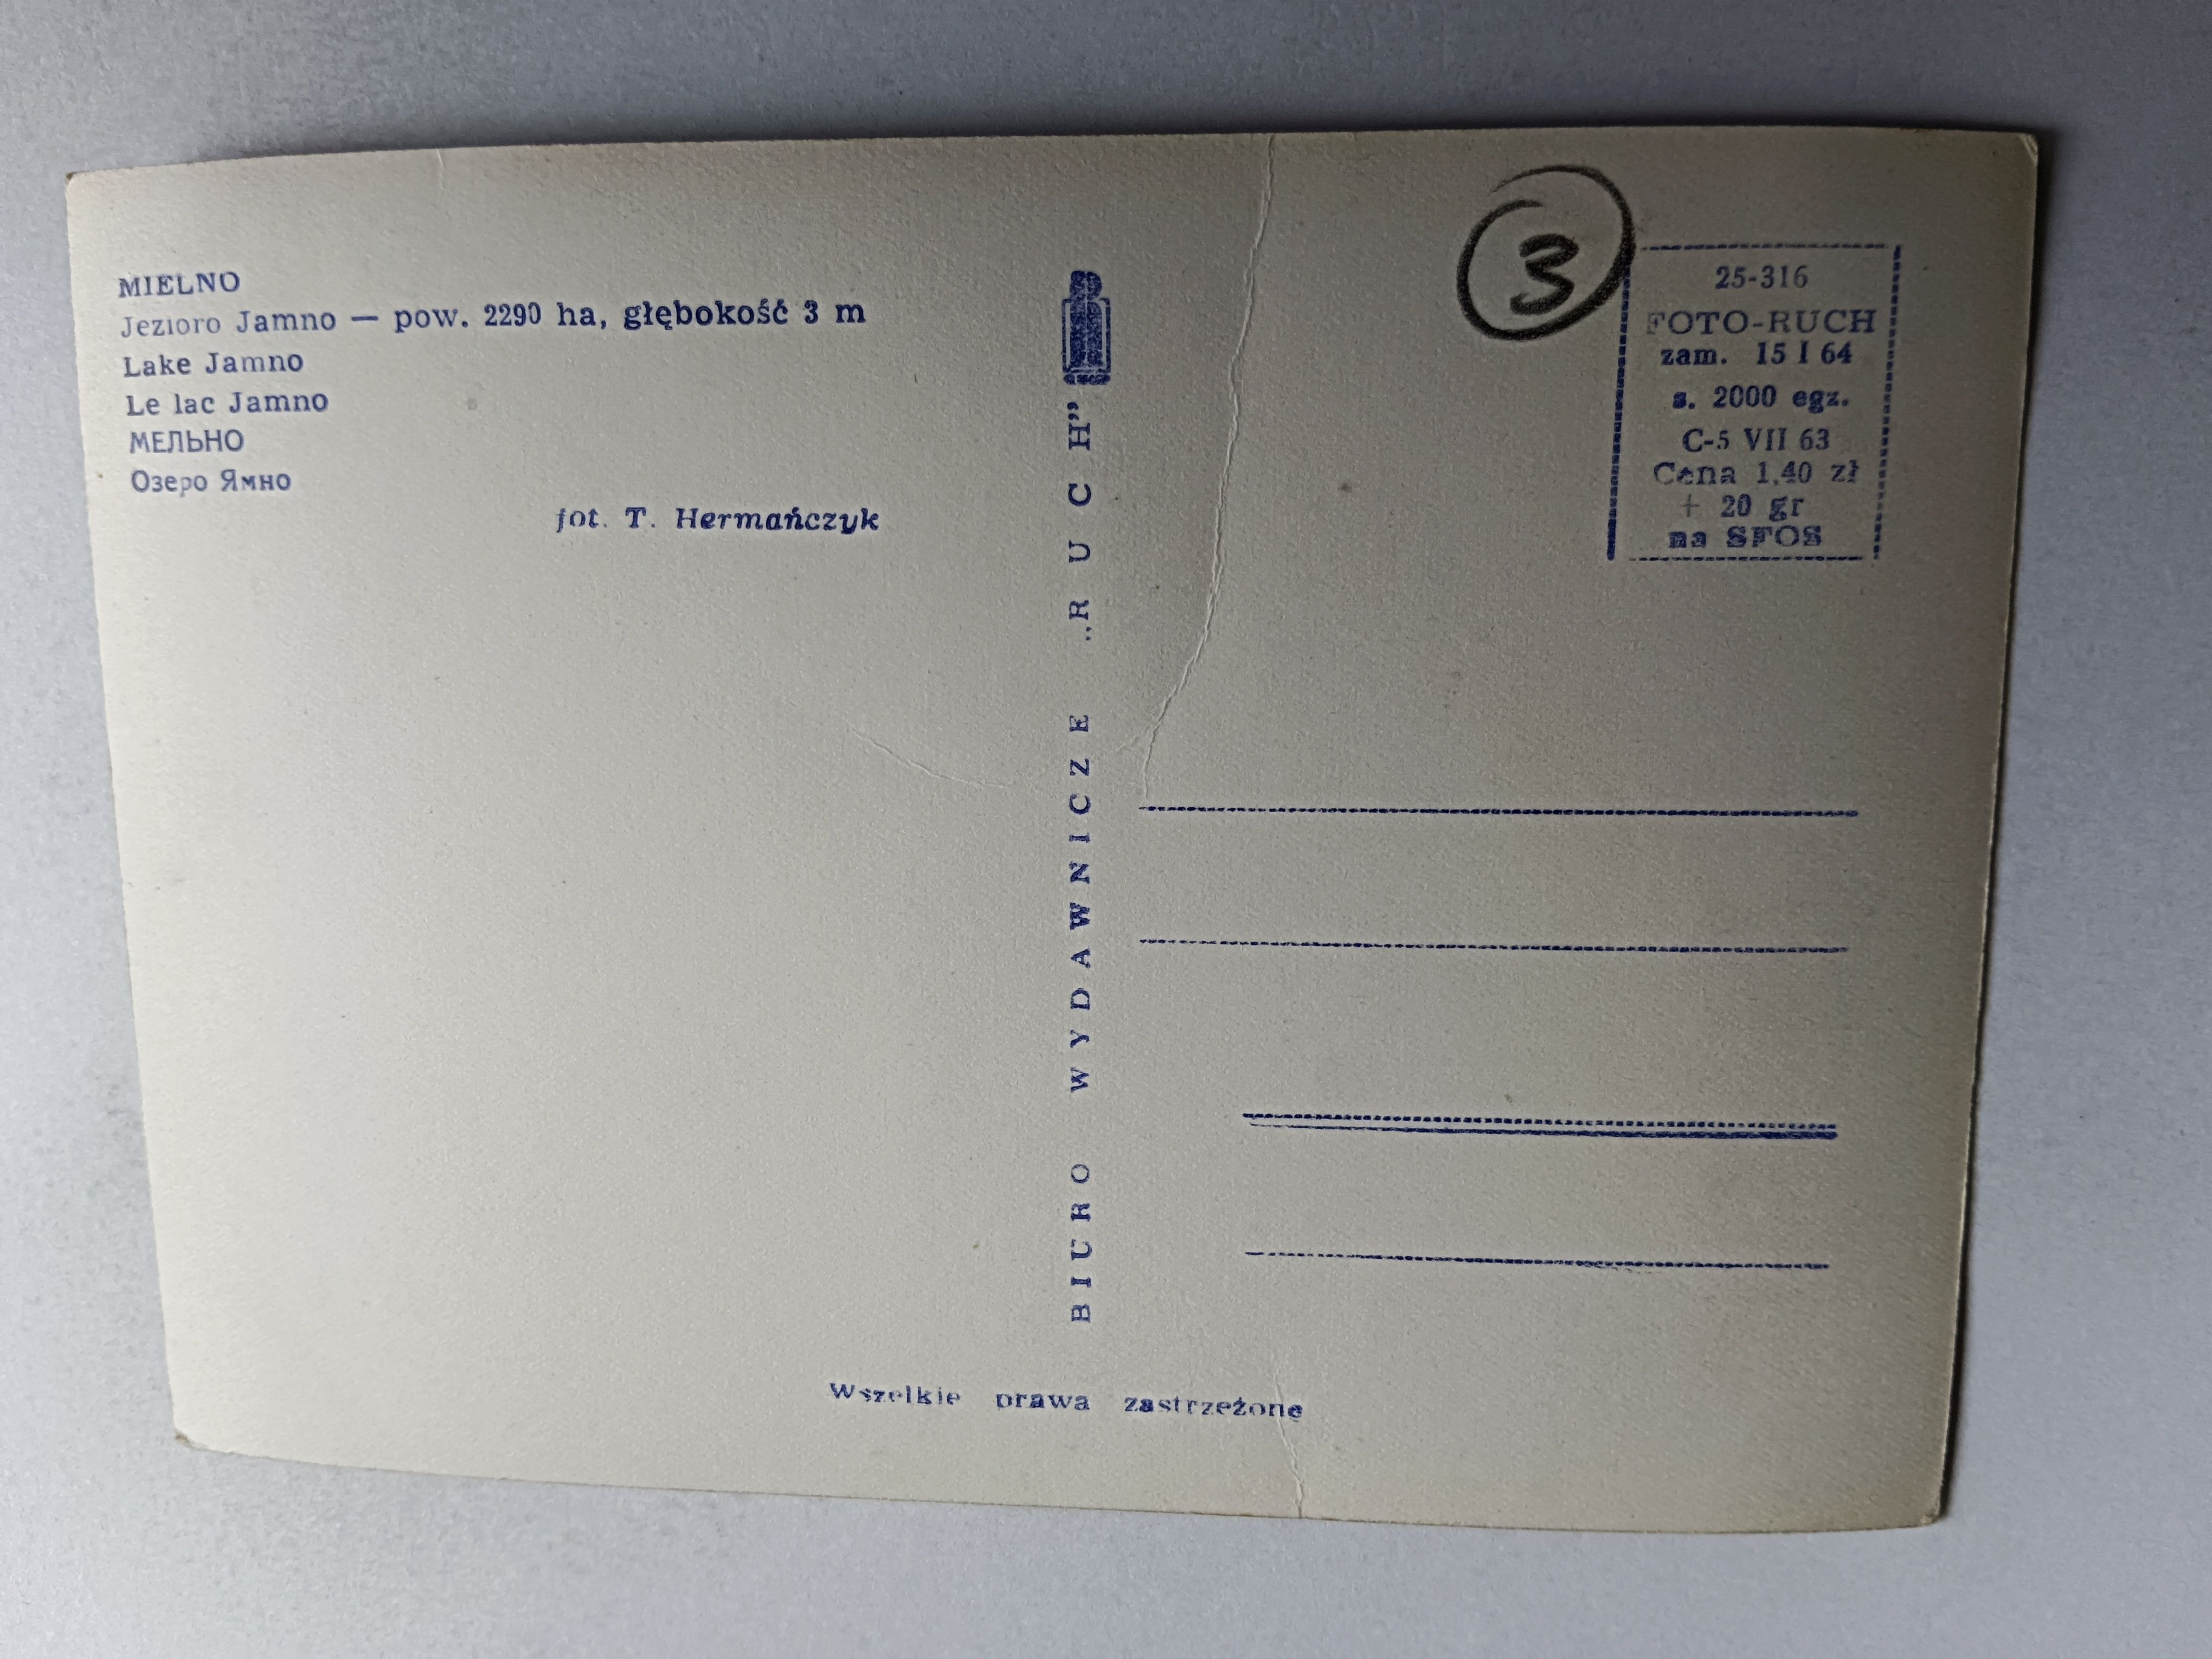 MIELNO
Jezioro Jamno — pow. 2290 ha, głębokość 3 m
Lake Jamno
Le lac Jamno
МЕЛЬНО
Озеро Ямно
fot. T. Hermańczyk
BIURO WYDAWNICZE „RUCH”
3
25-316
FOTO-RUCH
zam. 15 I 64
s. 2000 egz.
C-5 VII 63
Cena 1,40 zł
+ 20 gr
na SFOS
Wszelkie prawa zastrzeżone